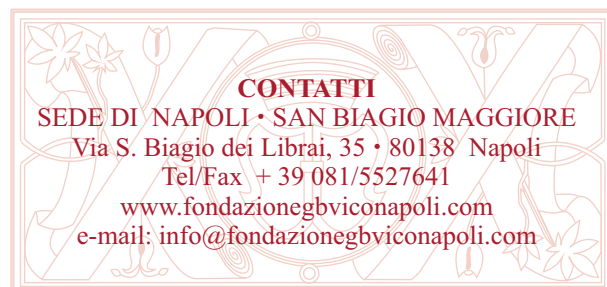 CONTATTI
SEDE DI NAPOLI • SAN BIAGIO MAGGIORE
Via S. Biagio dei Librai, 35 • 80138 Napoli
Tel/Fax + 39 081/5527641
www.fondazionegbviconapoli.com
e-mail: info@fondazionegbviconapoli.com